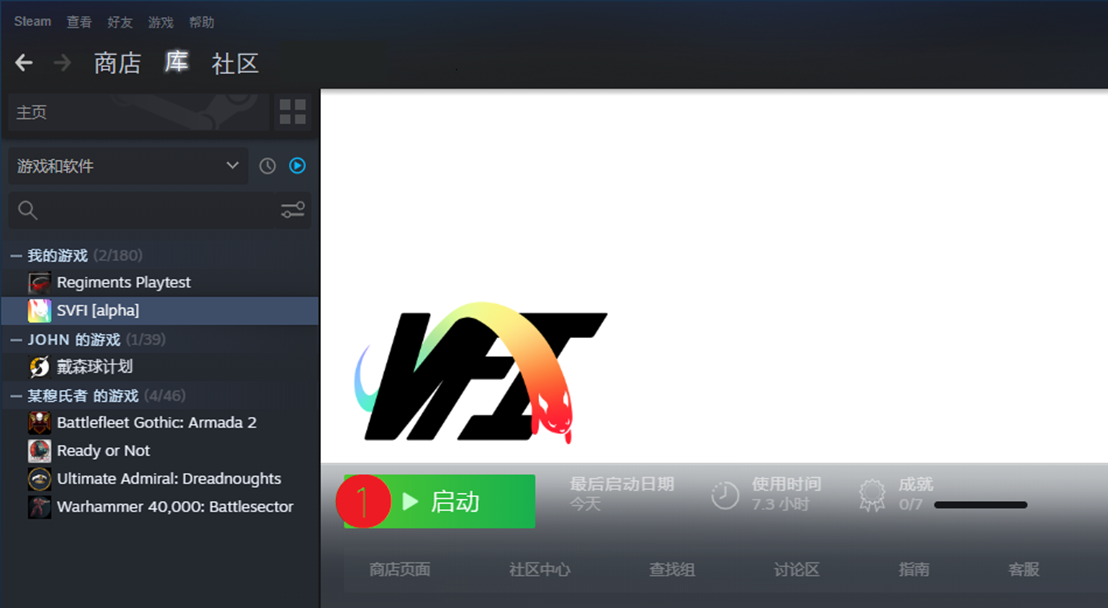 Steam 查看 好友 游戏 帮助
商店 库 社区
主页
游戏和软件
我的游戏 (2/180)
Regiments Playtest
SVFI [alpha]
JOHN 的游戏 (1/39)
戴森球计划
某穆氏者 的游戏 (4/46)
Battlefleet Gothic: Armada 2
Ready or Not
Ultimate Admiral: Dreadnoughts
Warhammer 40,000: Battlesector
VFI
1 启动
最后启动日期
今天
使用时间
7.3 小时
成就
0/7
商店页面 社区中心 查找组 讨论区 指南 客服